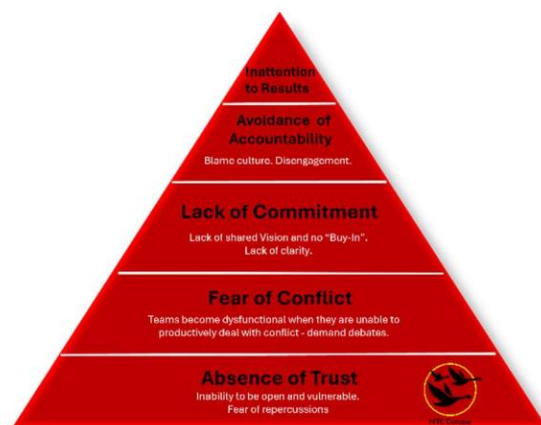 Inattention
to Results
Avoidance of
Accountability
Blame culture. Disengagement.
Lack of Commitment
Lack of shared Vision and no “Buy-In”.
Lack of clarity.
Fear of Conflict
Teams become dysfunctional when they are unable to
productively deal with conflict - demand debates.
Absence of Trust
Inability to be open and vulnerable.
Fear of repercussions